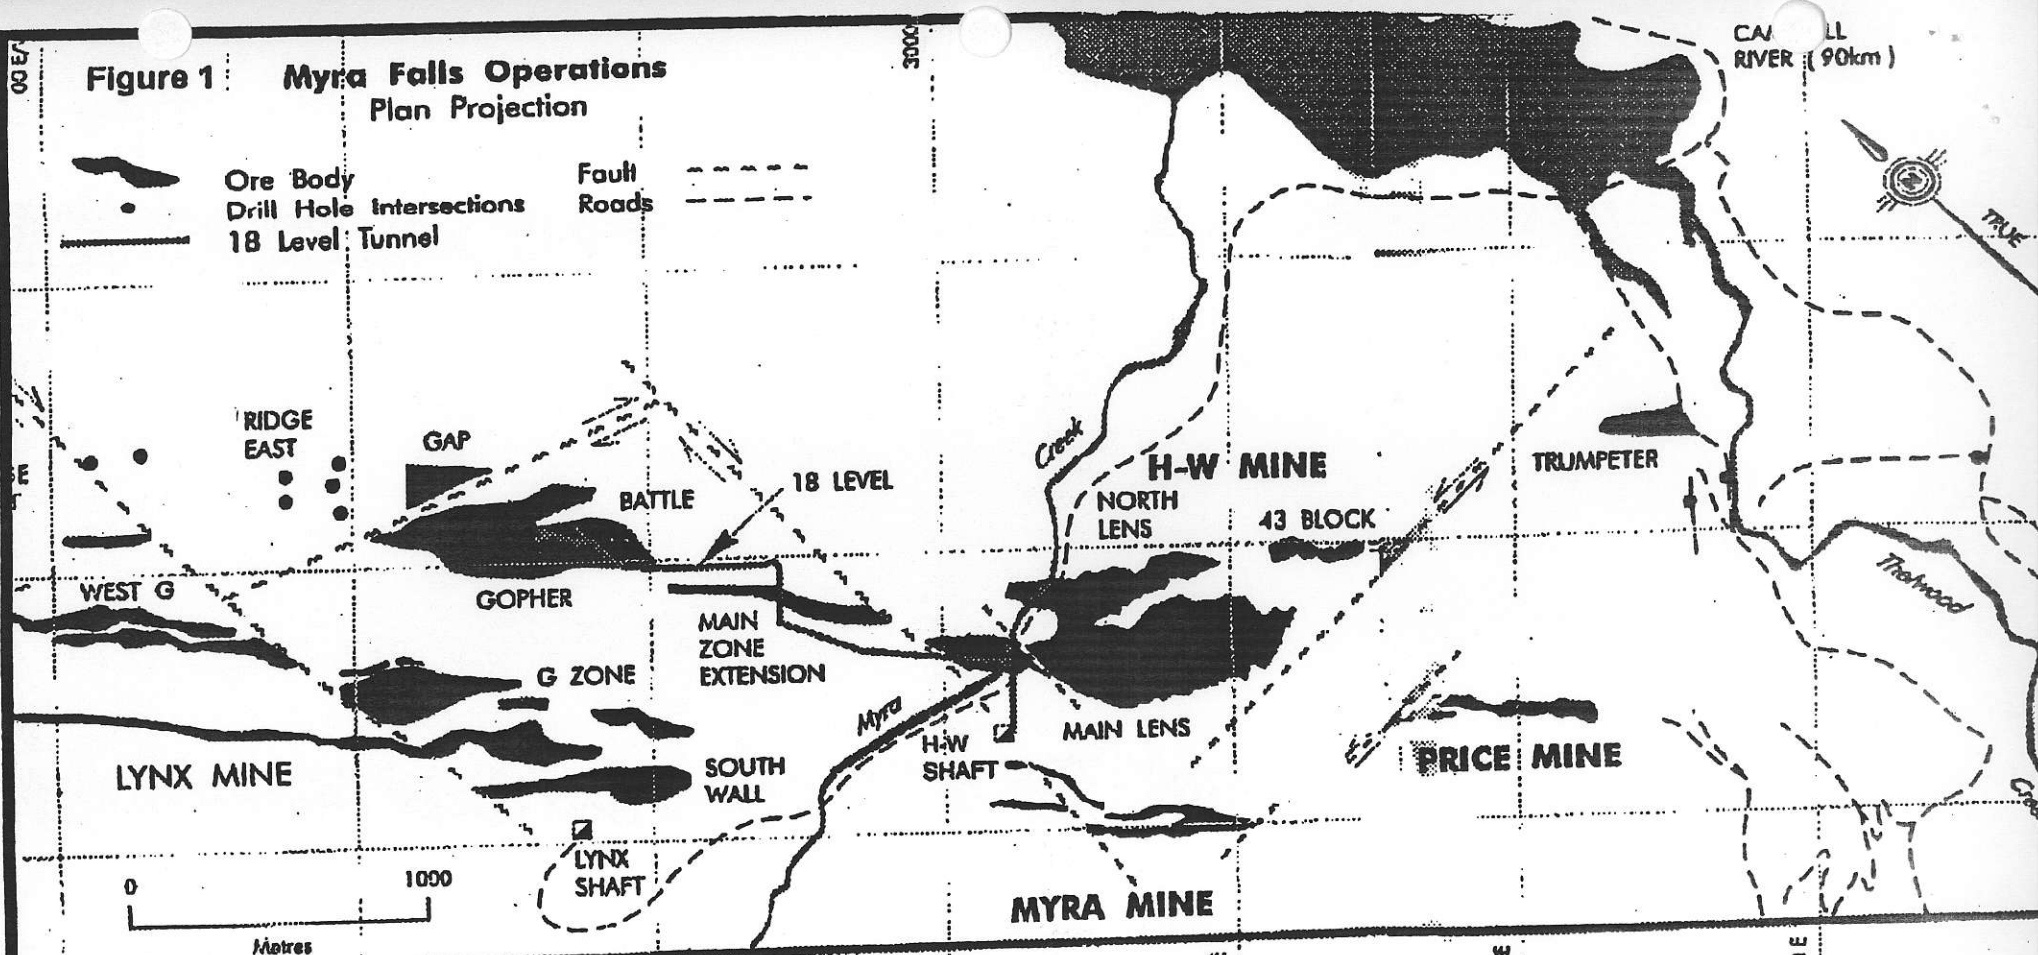 Figure 1
Myra Falls Operations
Plan Projection
3000
CA LL
RIVER (90km)
Ore Body
Drill Hole Intersections
18 Level Tunnel
Fault
Roads
TRUE
N
RIDGE
EAST
GAP
BATTLE
18 LEVEL
Creek
H-W MINE
NORTH
LENS
43 BLOCK
TRUMPETER
Thelwood
WEST G
GOPHER
MAIN
ZONE
EXTENSION
G ZONE
Myra
H-W
SHAFT
MAIN LENS
PRICE MINE
LYNX MINE
SOUTH
WALL
LYNX
SHAFT
MYRA MINE
0
1000
Metres
E
E